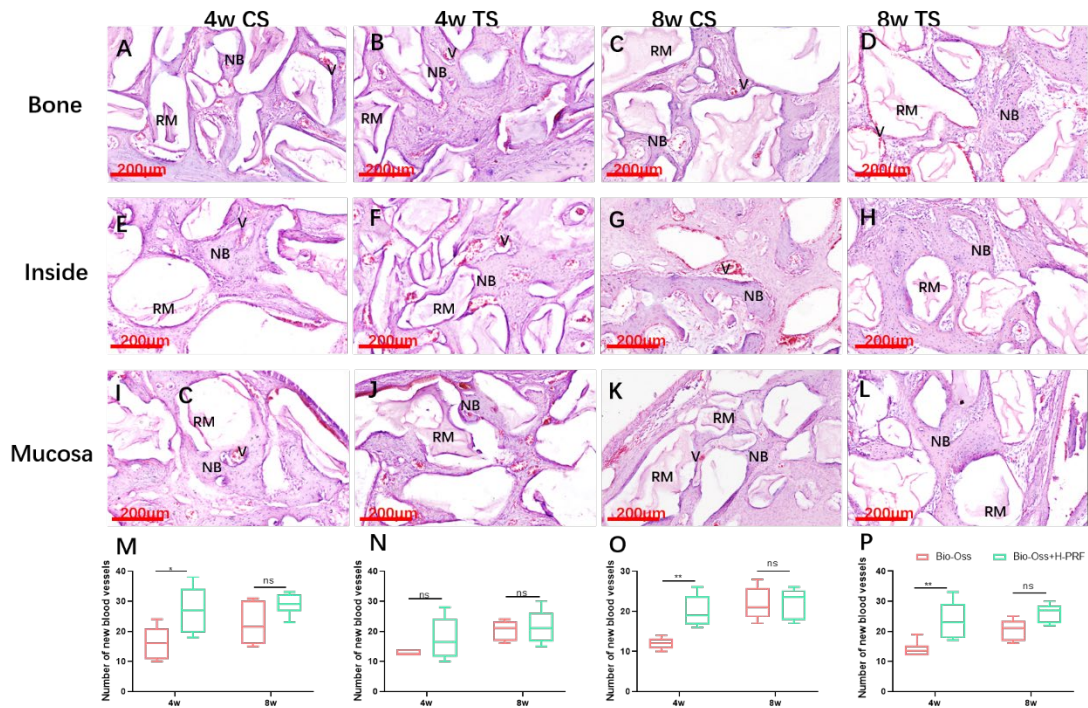 4w CS 4w TS 8w CS 8w TS
Bone
A NB V RM 200μm
B V NB RM 200μm
C RM V NB 200μm
D RM NB V 200μm
Inside
E V NB RM 200μm
F V NB RM 200μm
G V NB 200μm
H NB RM 200μm
Mucosa
I C RM V NB 200μm
J NB RM 200μm
K RM V NB RM 200μm
L NB RM 200μm
M
Number of new blood vessels
40
30
20
10
0
* ns
4w 8w
N
Number of new blood vessels
40
30
20
10
0
ns ns
4w 8w
O
Number of new blood vessels
30
20
10
0
** ns
4w 8w
P
Bio-Oss Bio-Oss+H-PRF
Number of new blood vessels
40
30
20
10
0
** ns
4w 8w